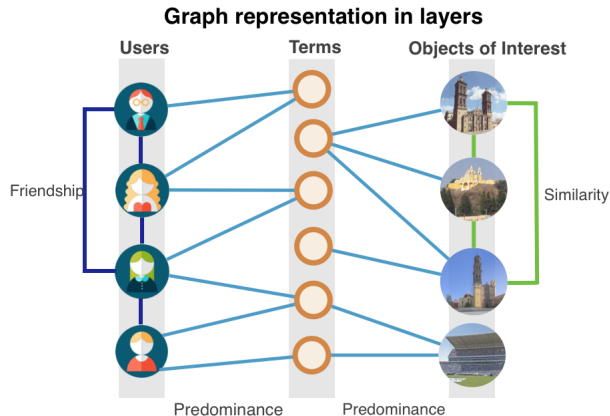 Graph representation in layers
Users
Terms
Objects of Interest
Friendship
Similarity
Predominance
Predominance